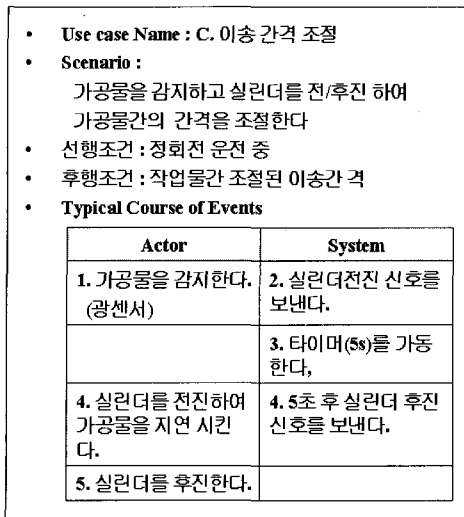 • Use case Name : C. 이송 간격 조절
• Scenario :
가공물을 감지하고 실린더를 전/후진 하여
가공물간의 간격을 조절한다
• 선행조건 : 정회전 운전 중
• 후행조건 : 작업물간 조절된 이송간 격
• Typical Course of Events
Actor System
1. 가공물을 감지한다. 2. 실린더전진 신호를
(광센서) 보낸다.
3. 타이머(5s)를 가동
한다,
4. 실린더를 전진하여 4. 5초 후 실린더 후진
가공물을 지연 시킨 신호를 보낸다.
다.
5. 실린더를 후진한다.